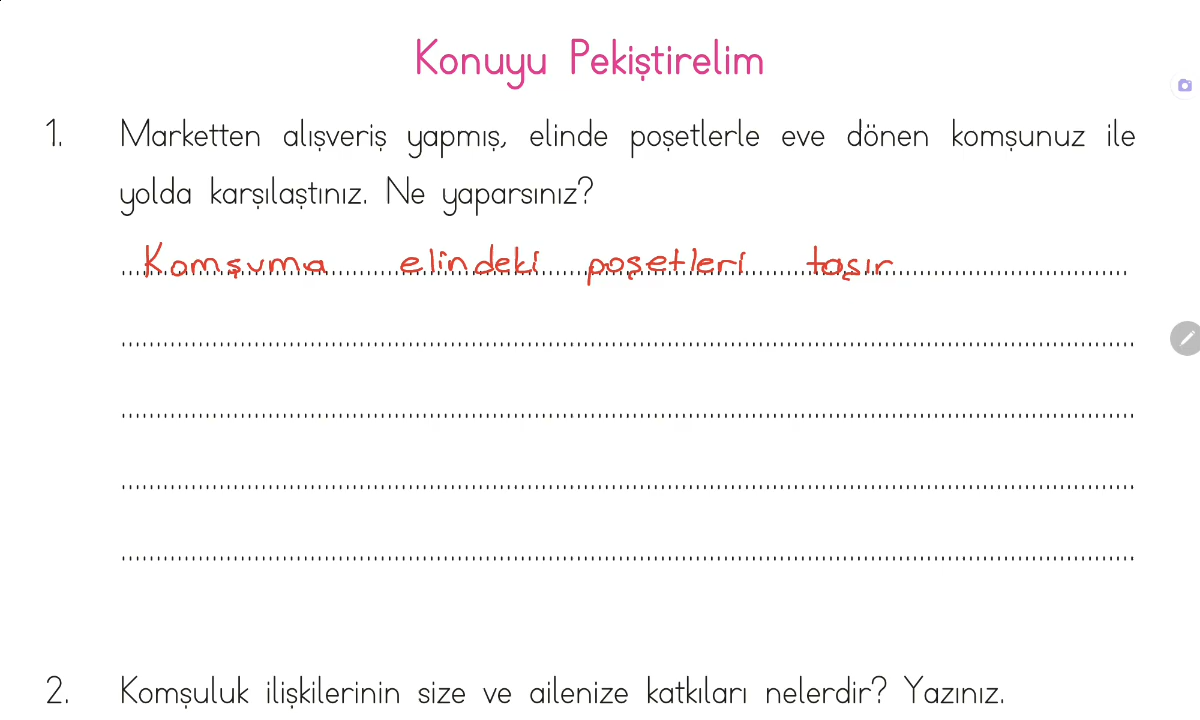 Konuyu Pekiştirelim
1. Marketten alışveriş yapmış, elinde poşetlerle eve dönen komşunuz ile
yolda karşılaştınız. Ne yaparsınız?
Komşuma elindeki poşetleri taşır
2. Komşuluk ilişkilerinin size ve ailenize katkıları nelerdir? Yazınız.